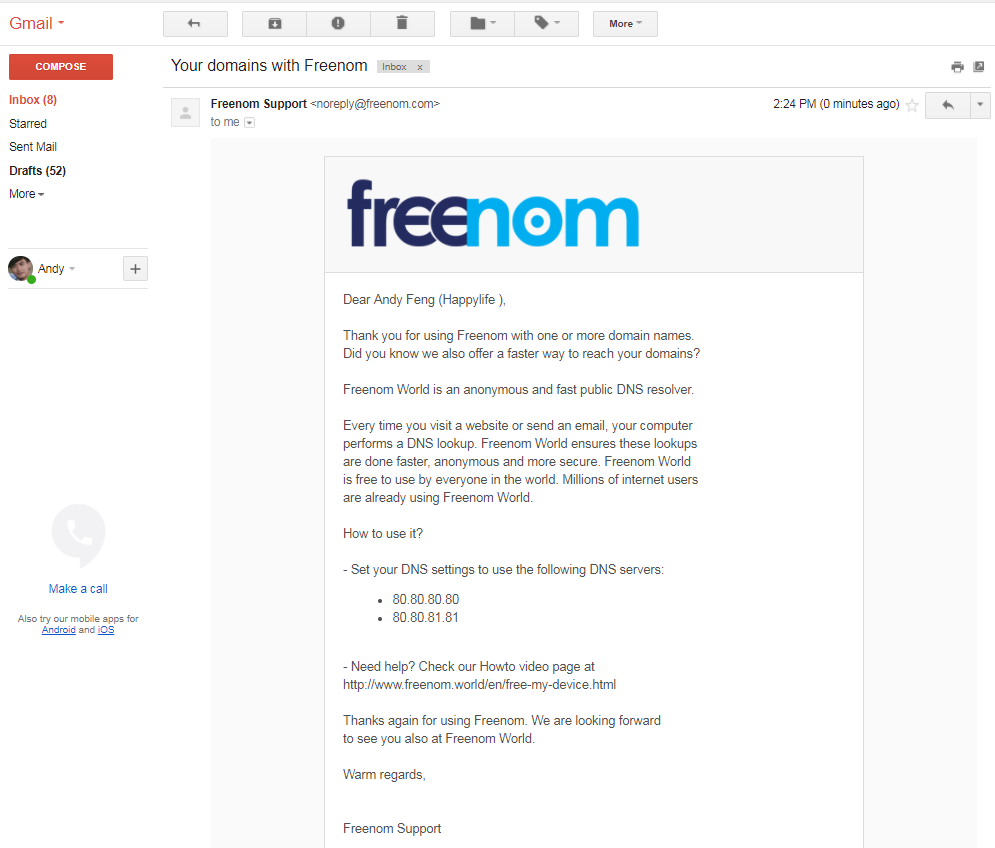 Gmail
More
COMPOSE
Your domains with Freenom
Inbox x
Inbox (8)
Starred
Sent Mail
Drafts (52)
More
Andy
Make a call
Also try our mobile apps for
Android and iOS
Freenom Support <noreply@freenom.com>
2:24 PM (0 minutes ago)
to me
freenom
Dear Andy Feng (Happylife ),
Thank you for using Freenom with one or more domain names.
Did you know we also offer a faster way to reach your domains?
Freenom World is an anonymous and fast public DNS resolver.
Every time you visit a website or send an email, your computer
performs a DNS lookup. Freenom World ensures these lookups
are done faster, anonymous and more secure. Freenom World
is free to use by everyone in the world. Millions of internet users
are already using Freenom World.
How to use it?
- Set your DNS settings to use the following DNS servers:
• 80.80.80.80
• 80.80.81.81
- Need help? Check our Howto video page at
http://www.freenom.world/en/free-my-device.html
Thanks again for using Freenom. We are looking forward
to see you also at Freenom World.
Warm regards,
Freenom Support